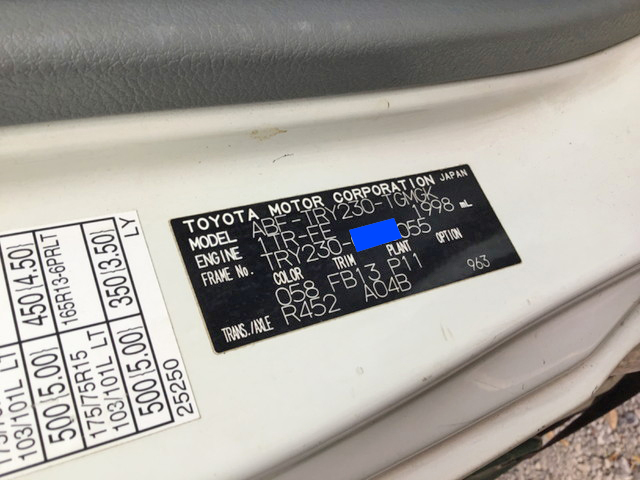 TOYOTA MOTOR CORPORATION JAPAN
MODEL ABF-TRY230-TGMGK
ENGINE 1TR-FE 1998 mL
FRAME No. TRY230- 055
COLOR TRIM PLANT OPTION
058 FB13 P11 963
TRANS./AXLE R452 A04B
LY
450(4.50) 350(3.50)
165R13-6PRLT
103/101L LT
500(5.00)
175/75R15
103/101L LT
500(5.00)
25250